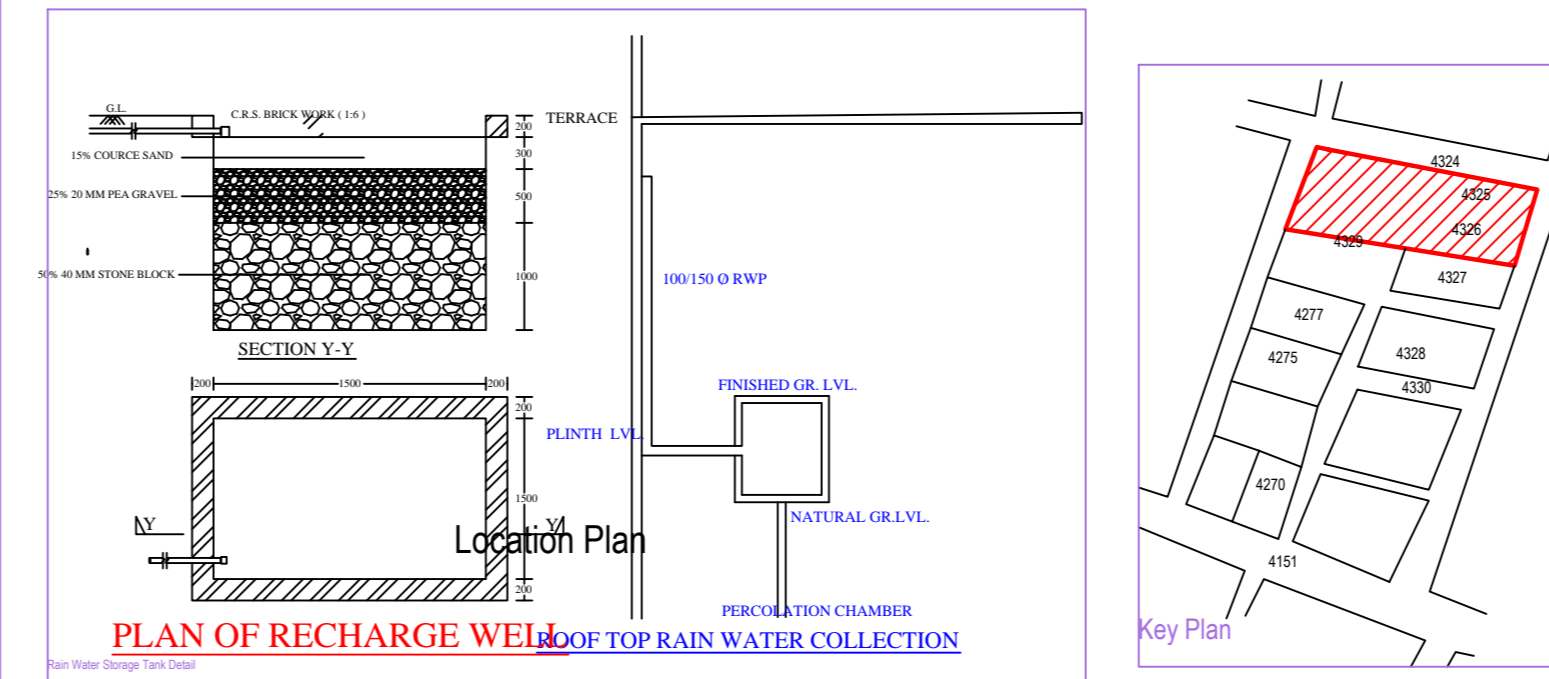 G.L.
C.R.S. BRICK WORK ( 1:6 )
200
15% COURCE SAND
300
25% 20 MM PEA GRAVEL
500
50% 40 MM STONE BLOCK
1000
SECTION Y-Y
200
1500
200
200
1500
Y
Y
200
Location Plan
PLAN OF RECHARGE WELL
Rain Water Storage Tank Detail
TERRACE
100/150 Ø RWP
FINISHED GR. LVL.
PLINTH LVL.
NATURAL GR.LVL.
PERCOLATION CHAMBER
ROOF TOP RAIN WATER COLLECTION
4324
4325
4326
4329
4327
4277
4328
4275
4330
4270
4151
Key Plan